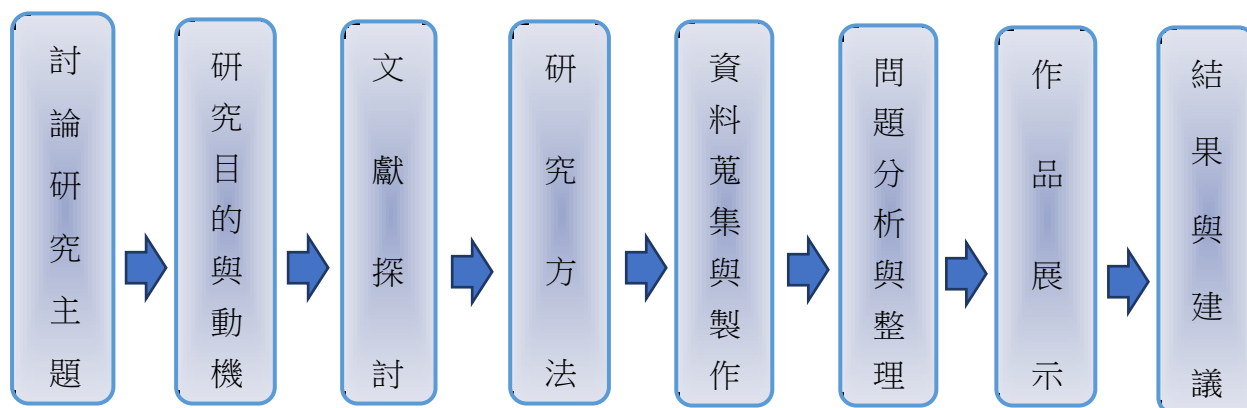 討論研究主題
研究目的與動機
文獻探討
研究方法
資料蒐集與製作
問題分析與整理
作品展示
結果與建議